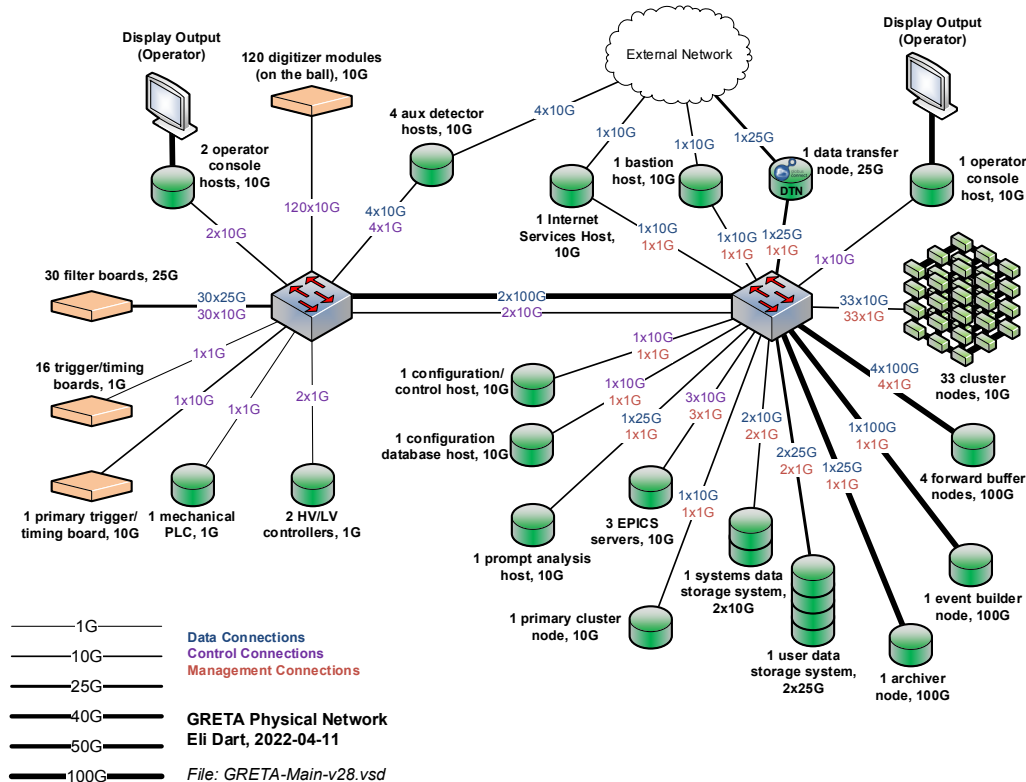 Display Output
(Operator)
120 digitizer modules
(on the ball), 10G
External Network
Display Output
(Operator)
4 aux detector
hosts, 10G
4x10G
1x10G
1x10G
1x25G
2 operator
console
hosts, 10G
1 bastion
host, 10G
1 data transfer
node, 25G
DTN
1 operator
console
host, 10G
120x10G
4x10G
4x1G
1 Internet
Services Host,
10G
2x10G
1x10G
1x1G
1x10G
1x1G
1x25G
1x1G
1x10G
30 filter boards, 25G
30x25G
30x10G
2x100G
2x10G
33x10G
33x1G
33 cluster
nodes, 10G
16 trigger/timing
boards, 1G
1x1G
1x10G
1x1G
2x1G
1 primary trigger/
timing board, 10G
1 mechanical
PLC, 1G
2 HV/LV
controllers, 1G
1 configuration/
control host, 10G
1x10G
1x1G
1 configuration
database host, 10G
1x10G
1x1G
1 prompt analysis
host, 10G
1x25G
1x1G
3 EPICS
servers, 10G
3x10G
3x1G
1 primary cluster
node, 10G
1x10G
1x1G
1 systems data
storage system,
2x10G
2x10G
2x1G
1 user data
storage system,
2x25G
2x25G
2x1G
1 archiver
node, 100G
1x25G
1x1G
1 event builder
node, 100G
1x100G
1x1G
4 forward buffer
nodes, 100G
4x100G
4x1G
1G
10G
25G
40G
50G
100G
Data Connections
Control Connections
Management Connections
GRETA Physical Network
Eli Dart, 2022-04-11
File: GRETA-Main-v28.vsd